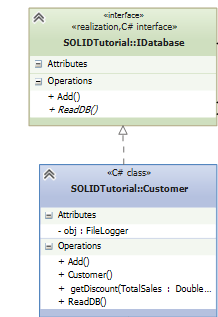 «interface»
«realization,C# interface»
SOLIDTutorial::IDatabase
Attributes
Operations
+ Add()
+ ReadDB()
«C# class»
SOLIDTutorial::Customer
Attributes
- obj : FileLogger
Operations
+ Add()
+ Customer()
+ getDiscount(TotalSales : Double...
+ ReadDB()